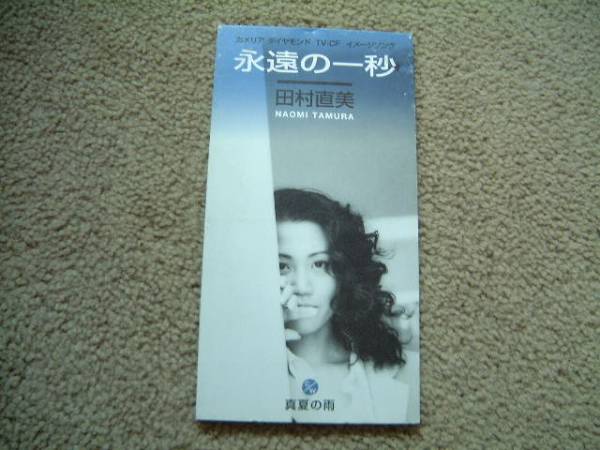 カメリア ダイヤモンド TV-CF イメージソング
永遠の一秒
田村直美
NAOMI TAMURA
C/W
真夏の雨